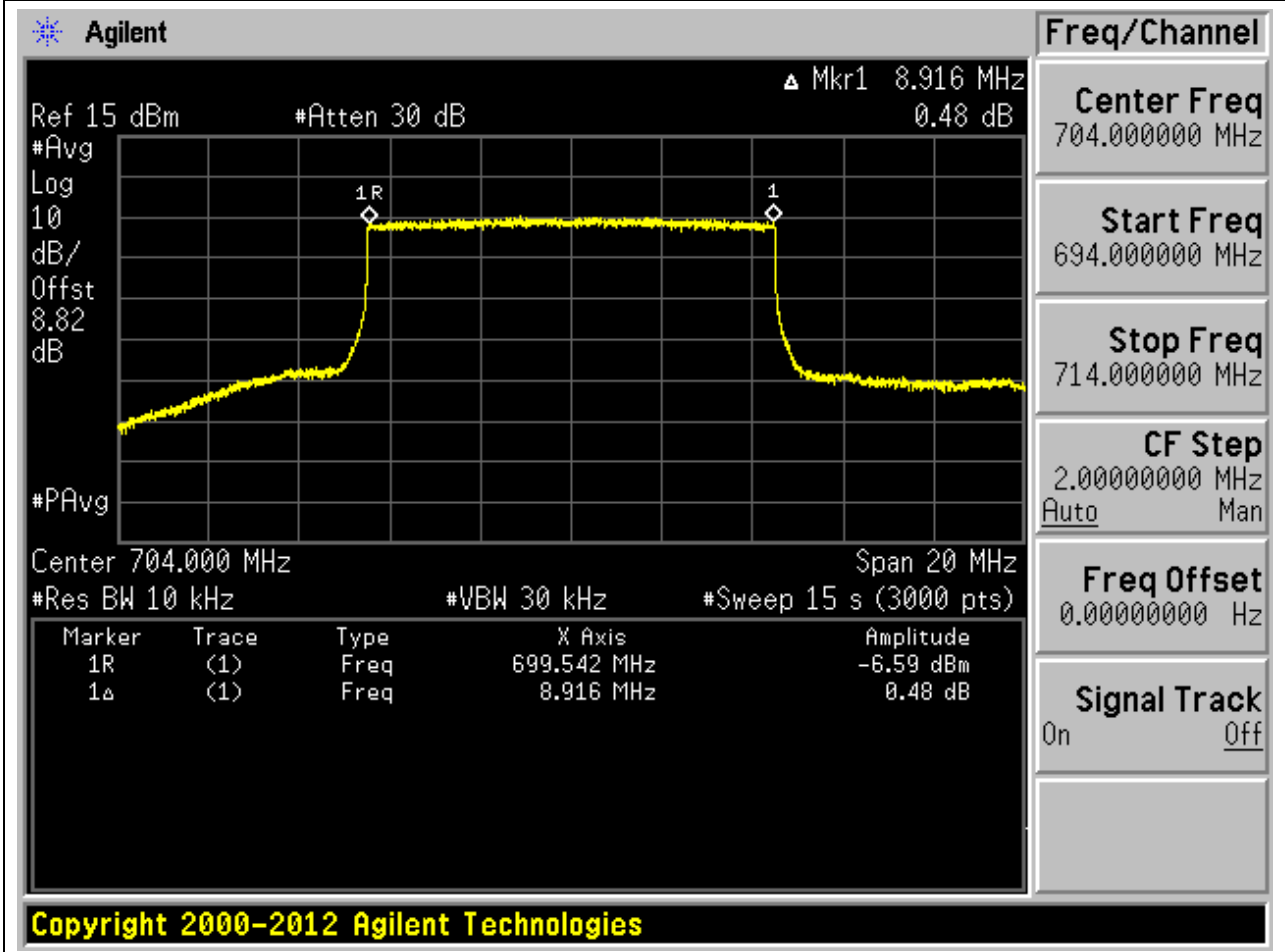 Agilent
Freq/Channel
Δ Mkr1 8.916 MHz
Ref 15 dBm #Atten 30 dB 0.48 dB
#Avg
Log
10
dB/
Offst
8.82
dB
1R
1
#PAvg
Center 704.000 MHz Span 20 MHz
#Res BW 10 kHz #VBW 30 kHz #Sweep 15 s (3000 pts)
Marker Trace Type X Axis Amplitude
1R (1) Freq 699.542 MHz -6.59 dBm
1Δ (1) Freq 8.916 MHz 0.48 dB
Center Freq
704.000000 MHz
Start Freq
694.000000 MHz
Stop Freq
714.000000 MHz
CF Step
2.00000000 MHz
Auto Man
Freq Offset
0.00000000 Hz
Signal Track
On Off
Copyright 2000-2012 Agilent Technologies